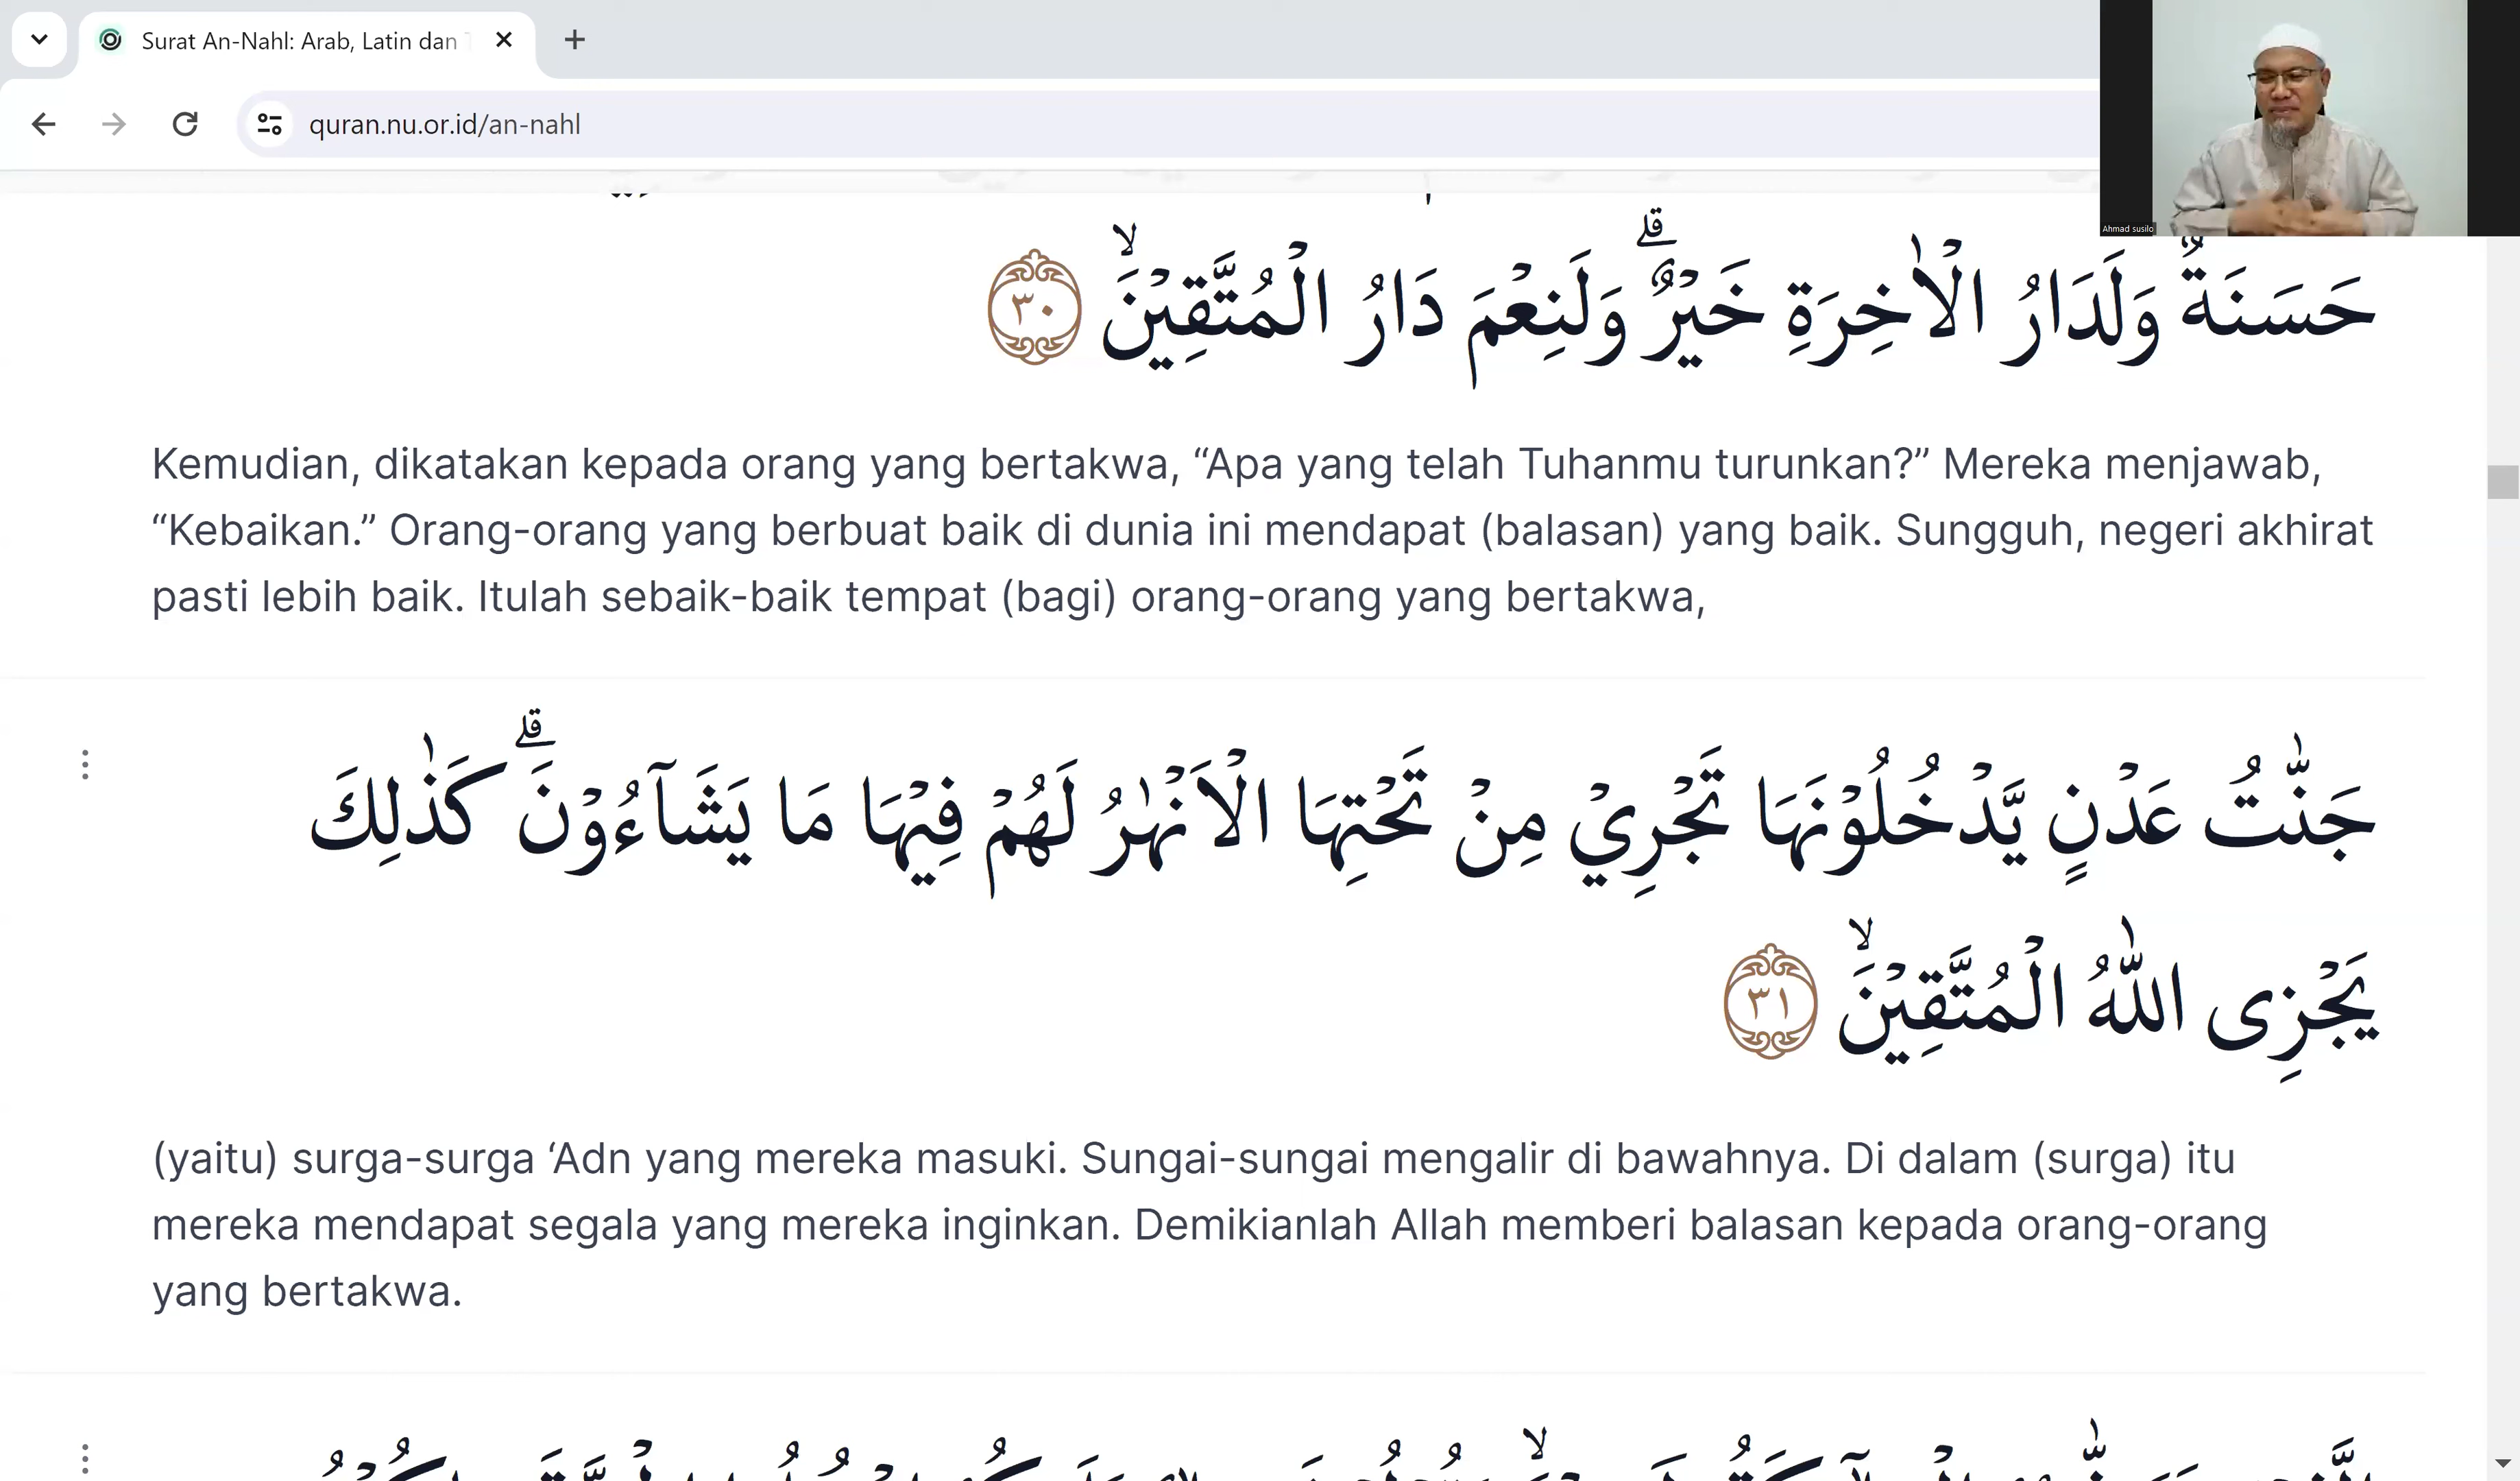 Surat An-Nahl: Arab, Latin dan
quran.nu.or.id/an-nahl
Ahmad susilo
حَسَنَةٌ وَلَدَارُ الْاٰخِرَةِ خَيْرٌۗ وَلَنِعْمَ دَارُ الْمُتَّقِيْنَۙ ٣٠
Kemudian, dikatakan kepada orang yang bertakwa, “Apa yang telah Tuhanmu turunkan?” Mereka menjawab,
“Kebaikan.” Orang-orang yang berbuat baik di dunia ini mendapat (balasan) yang baik. Sungguh, negeri akhirat
pasti lebih baik. Itulah sebaik-baik tempat (bagi) orang-orang yang bertakwa,
جَنّٰتُ عَدْنٍ يَّدْخُلُوْنَهَا تَجْرِيْ مِنْ تَحْتِهَا الْاَنْهٰرُ لَهُمْ فِيْهَا مَا يَشَاۤءُوْنَۗ كَذٰلِكَ
يَجْزِى اللّٰهُ الْمُتَّقِيْنَۙ ٣١
(yaitu) surga-surga ‘Adn yang mereka masuki. Sungai-sungai mengalir di bawahnya. Di dalam (surga) itu
mereka mendapat segala yang mereka inginkan. Demikianlah Allah memberi balasan kepada orang-orang
yang bertakwa.